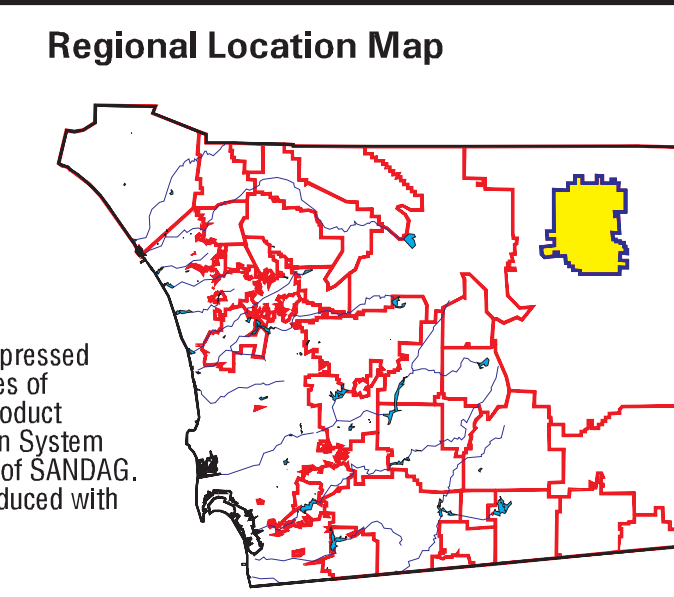 Regional Location Map
pressed
es of
oduct
n System
of SANDAG.
duced with